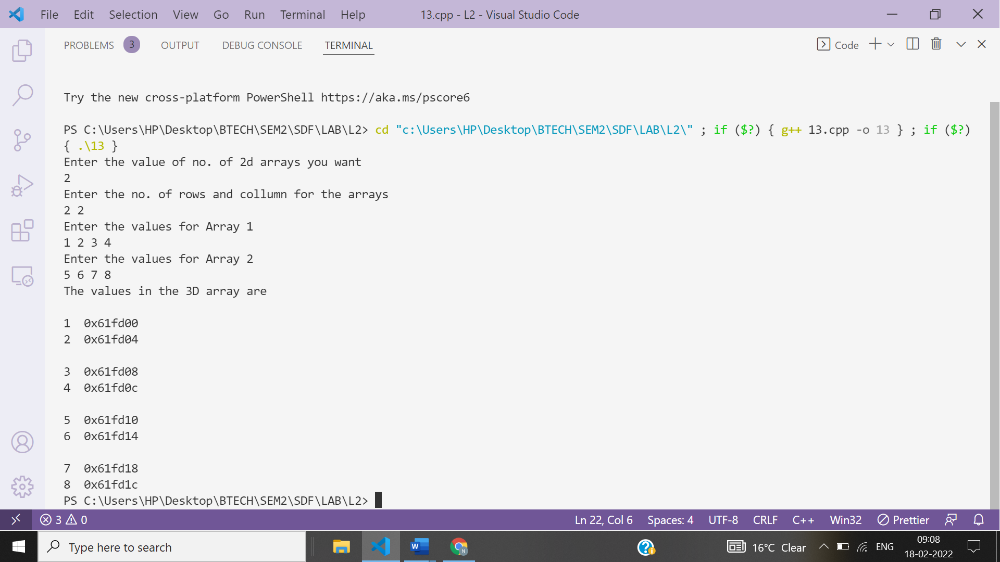 File Edit Selection View Go Run Terminal Help 13.cpp - L2 - Visual Studio Code
PROBLEMS 3 OUTPUT DEBUG CONSOLE TERMINAL Code
Try the new cross-platform PowerShell https://aka.ms/pscore6
PS C:\Users\HP\Desktop\BTECH\SEM2\SDF\LAB\L2> cd "c:\Users\HP\Desktop\BTECH\SEM2\SDF\LAB\L2\" ; if ($?) { g++ 13.cpp -o 13 } ; if ($?)
{ .\13 }
Enter the value of no. of 2d arrays you want
2
Enter the no. of rows and collumn for the arrays
2 2
Enter the values for Array 1
1 2 3 4
Enter the values for Array 2
5 6 7 8
The values in the 3D array are
1 0x61fd00
2 0x61fd04
3 0x61fd08
4 0x61fd0c
5 0x61fd10
6 0x61fd14
7 0x61fd18
8 0x61fd1c
PS C:\Users\HP\Desktop\BTECH\SEM2\SDF\LAB\L2>
3 0 Ln 22, Col 6 Spaces: 4 UTF-8 CRLF C++ Win32 Prettier
Type here to search W N ? 16°C Clear ENG 09:08
18-02-2022